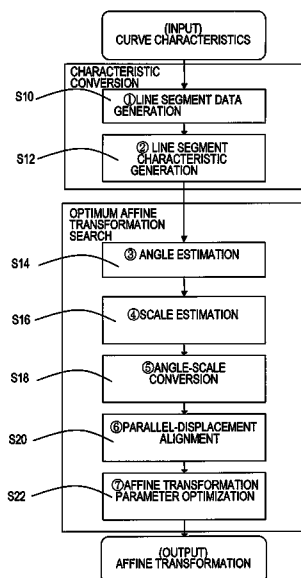 (INPUT)
CURVE CHARACTERISTICS
CHARACTERISTIC
CONVERSION
S10
①LINE SEGMENT DATA
GENERATION
S12
② LINE SEGMENT
CHARACTERISTIC
GENERATION
OPTIMUM AFFINE
TRANSFORMATION
SEARCH
S14
③ ANGLE ESTIMATION
S16
④SCALE ESTIMATION
S18
⑤ANGLE-SCALE
CONVERSION
S20
⑥PARALLEL-DISPLACEMENT
ALIGNMENT
S22
⑦AFFINE TRANSFORMATION
PARAMETER OPTIMIZATION
(OUTPUT)
AFFINE TRANSFORMATION